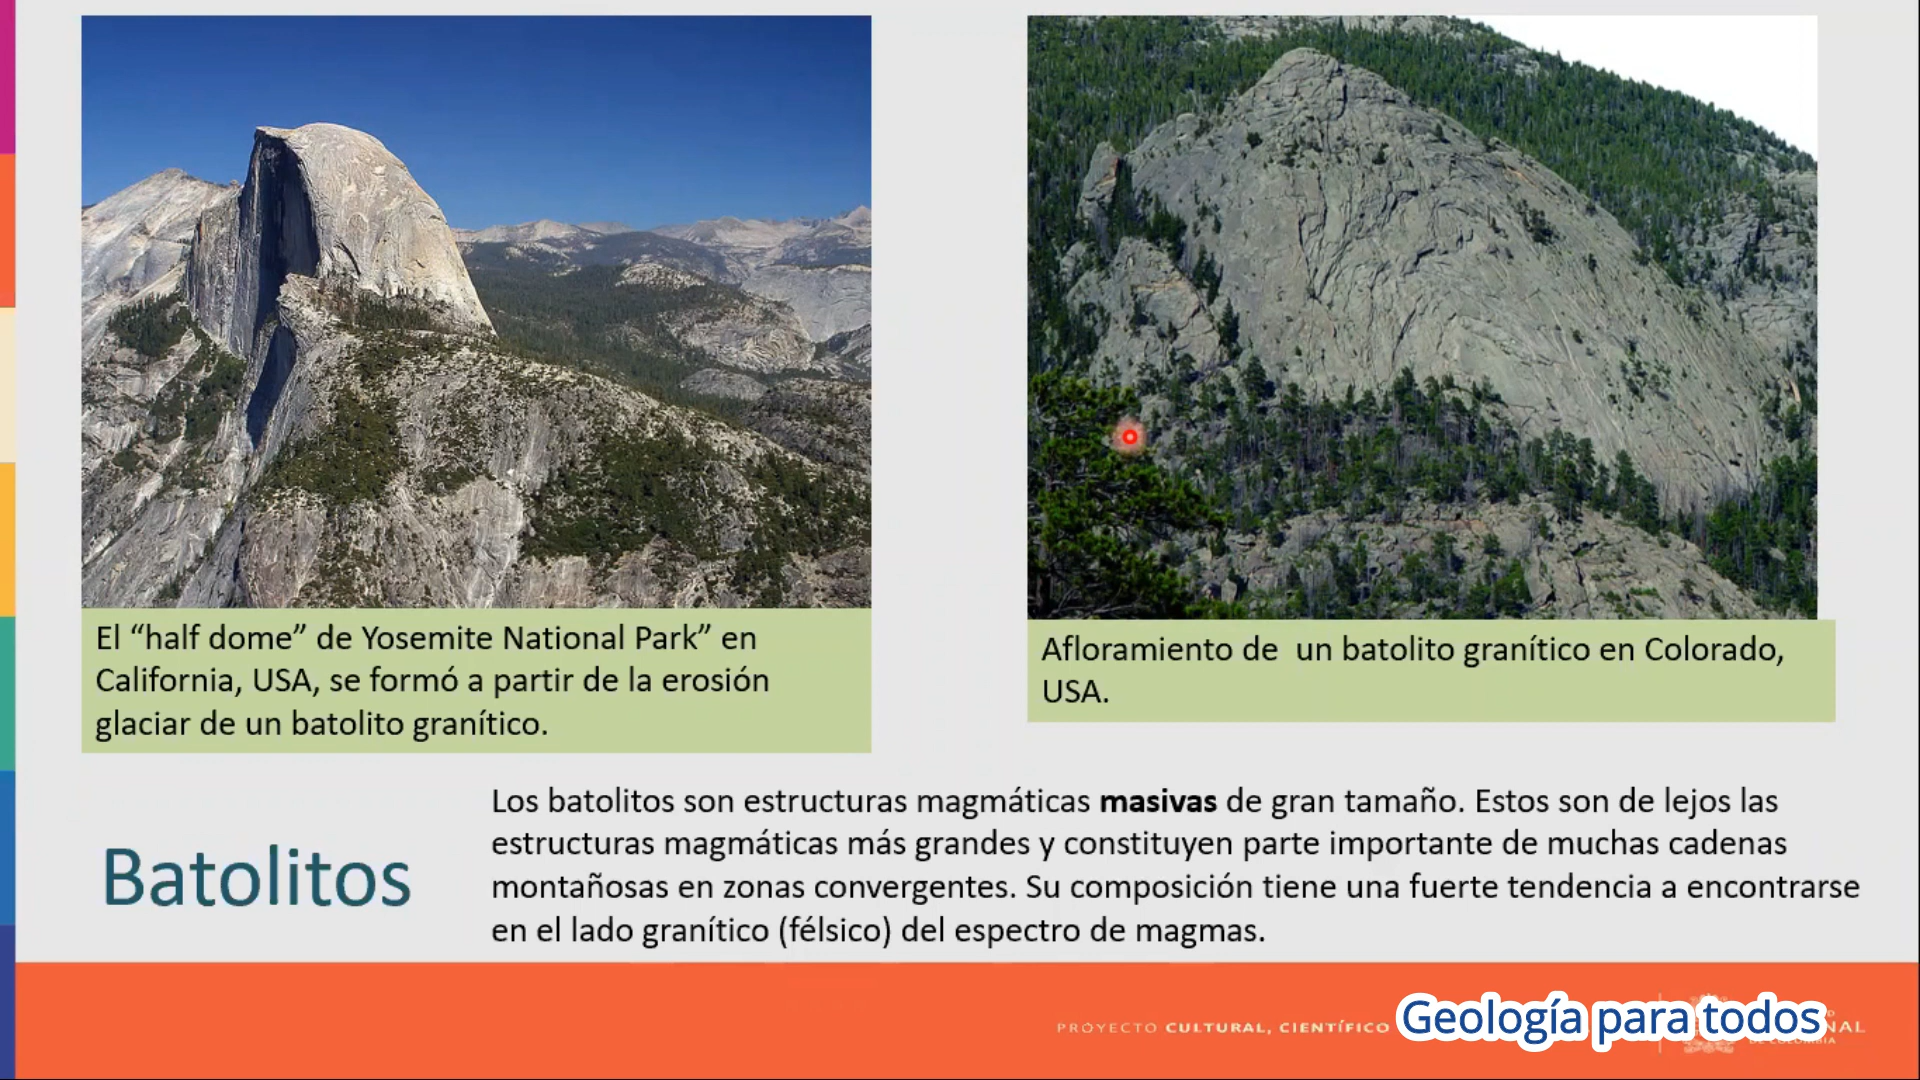 El “half dome” de Yosemite National Park” en
California, USA, se formó a partir de la erosión
glaciar de un batolito granítico.
Afloramiento de un batolito granítico en Colorado,
USA.
Batolitos
Los batolitos son estructuras magmáticas masivas de gran tamaño. Estos son de lejos las
estructuras magmáticas más grandes y constituyen parte importante de muchas cadenas
montañosas en zonas convergentes. Su composición tiene una fuerte tendencia a encontrarse
en el lado granítico (félsico) del espectro de magmas.
PROYECTO CULTURAL, CIENTÍFICO
Geología para todos